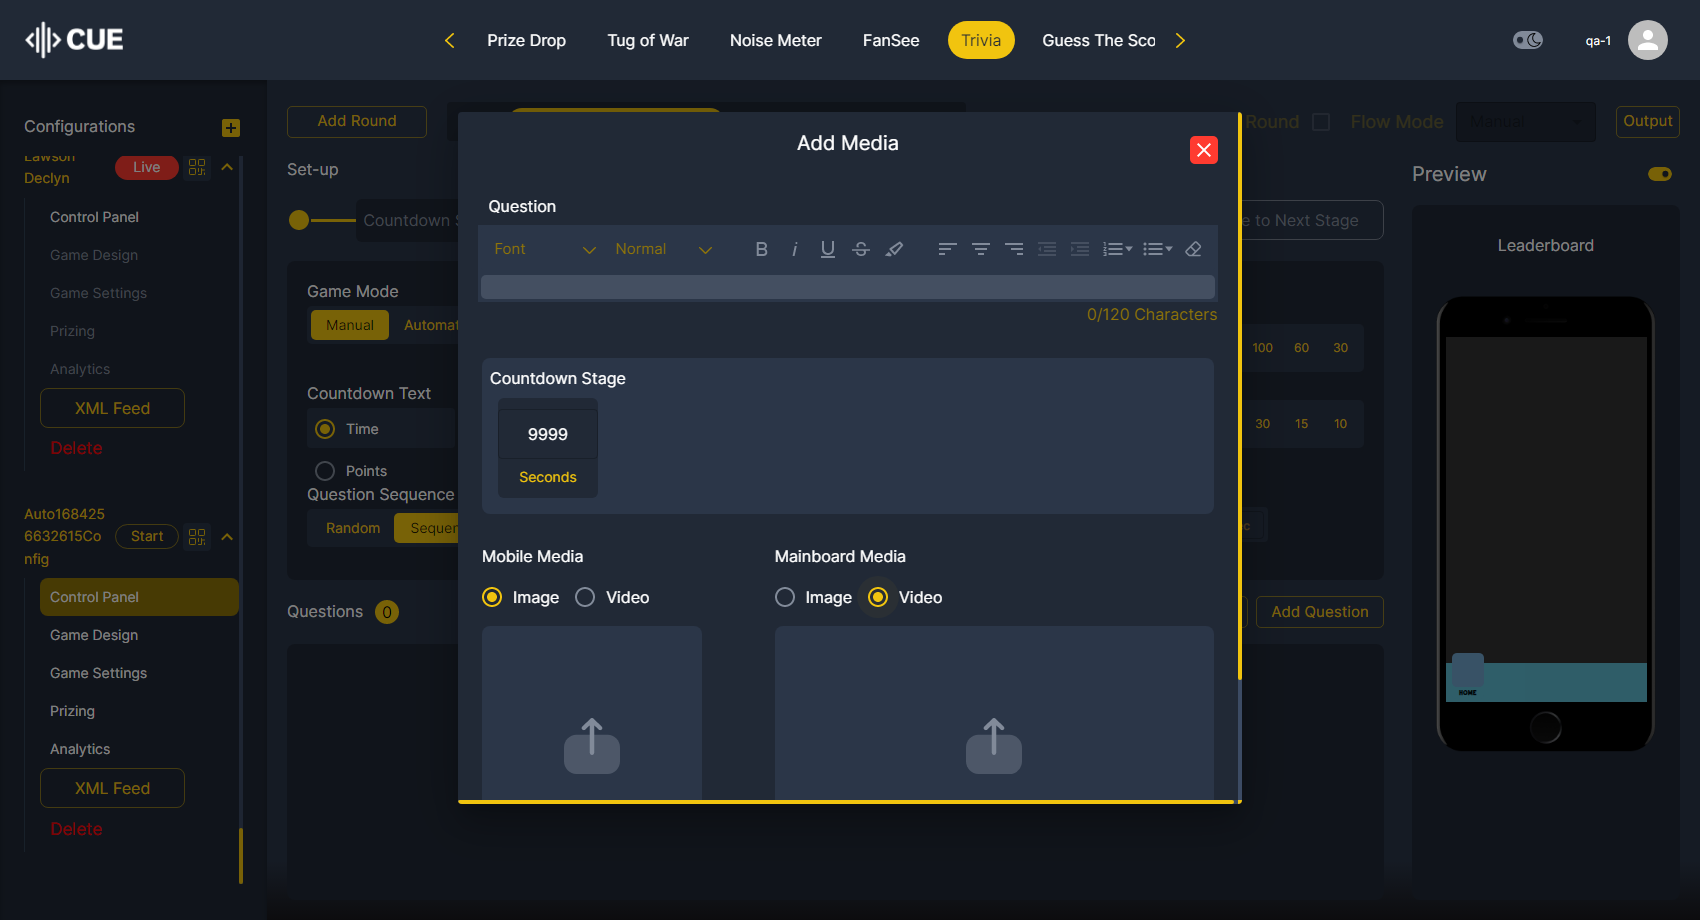 CUE
Prize Drop
Tug of War
Noise Meter
FanSee
Trivia
Guess The Sco
qa-1
Configurations
Lawson
Declyn
Live
Control Panel
Game Design
Game Settings
Prizing
Analytics
XML Feed
Delete
Auto168425
6632615Co
nfig
Start
Control Panel
Game Design
Game Settings
Prizing
Analytics
XML Feed
Delete
Add Round
Round
Flow Mode
Manual
Output
Set-up
Countdown S
e to Next Stage
Game Mode
Manual
Automat
Countdown Text
Time
Points
Question Sequence
Random
Sequen
100
60
30
30
15
10
c
Questions
0
Add Question
Add Media
Question
Font
Normal
B
i
U
S
0/120 Characters
Countdown Stage
9999
Seconds
Mobile Media
Image
Video
Mainboard Media
Image
Video
Preview
Leaderboard
HOME